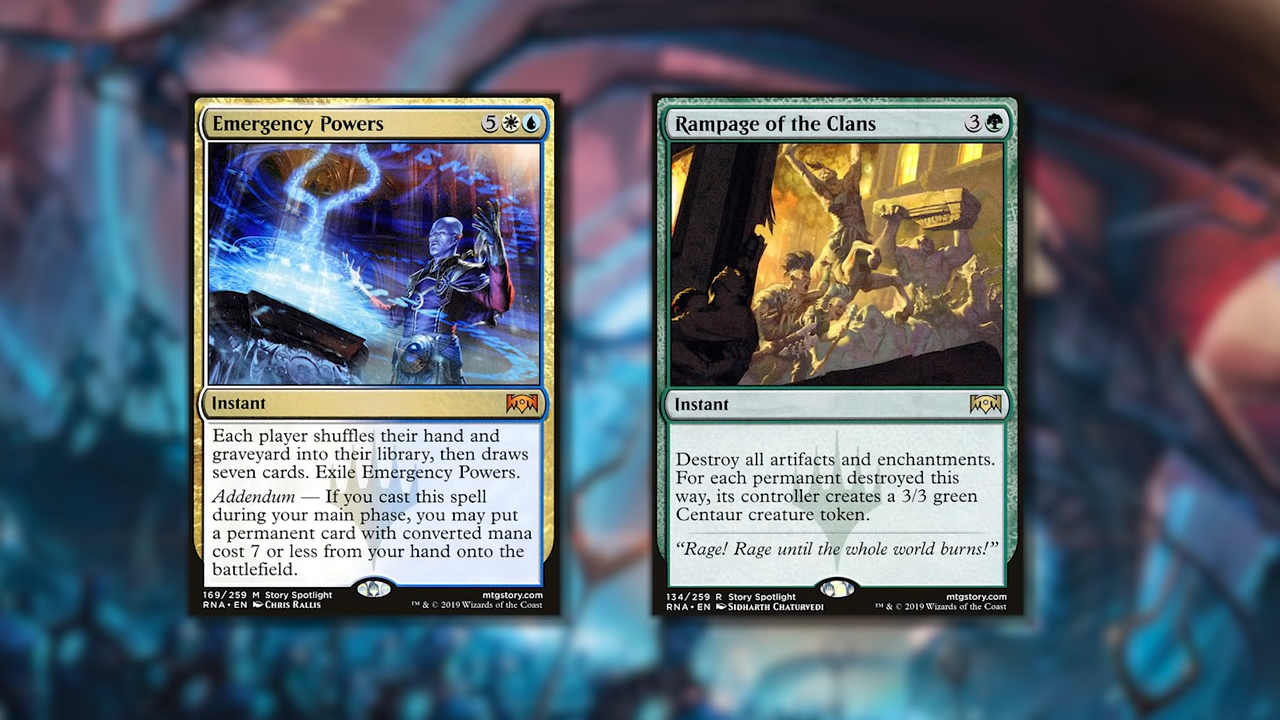 Emergency Powers 5
Instant
Each player shuffles their hand and
graveyard into their library, then draws
seven cards. Exile Emergency Powers.
Addendum — If you cast this spell
during your main phase, you may put
a permanent card with converted mana
cost 7 or less from your hand onto the
battlefield.
169/259 M Story Spotlight mtgstory.com
RNA • EN Chris Rallis ™ & © 2019 Wizards of the Coast
Rampage of the Clans 3
Instant
Destroy all artifacts and enchantments.
For each permanent destroyed this
way, its controller creates a 3/3 green
Centaur creature token.
“Rage! Rage until the whole world burns!”
134/259 R Story Spotlight mtgstory.com
RNA • EN Sidharth Chaturvedi ™ & © 2019 Wizards of the Coast